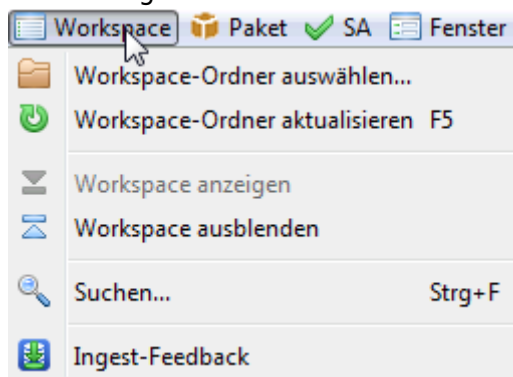 Workspace Paket SA Fenster
Workspace-Ordner auswählen...
Workspace-Ordner aktualisieren F5
Workspace anzeigen
Workspace ausblenden
Suchen... Strg+F
Ingest-Feedback